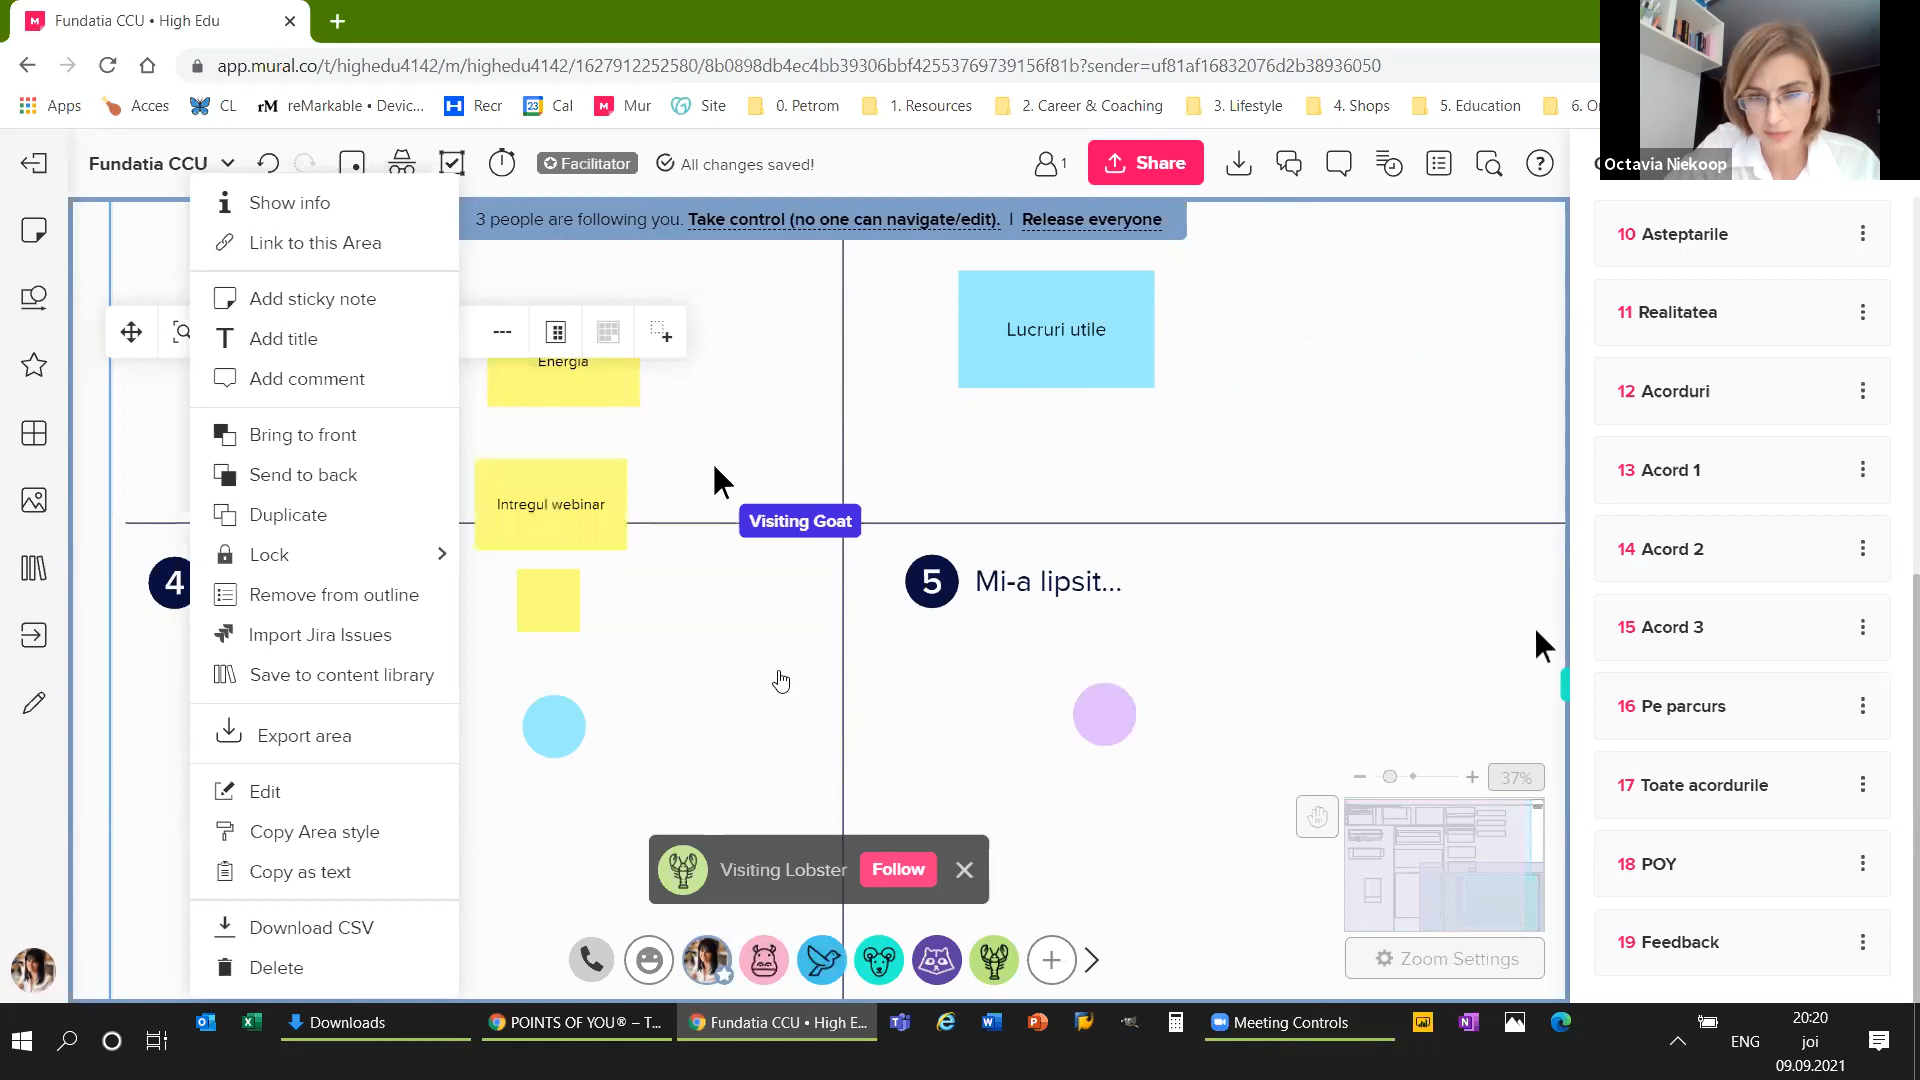 Fundatia CCU • High Edu
app.mural.co/t/highedu4142/m/highedu4142/1627912252580/8b0898db4ec4bb39306bbf42553769739156f81b?sender=uf81af16832076d2b38936050
Apps
Acces
CL
rM reMarkable • Devic...
Recr
23 Cal
Mur
Site
0. Petrom
1. Resources
2. Career & Coaching
3. Lifestyle
4. Shops
5. Education
Octavia Niekoop
Fundatia CCU
Facilitator
All changes saved!
1
Share
3 people are following you. Take control (no one can navigate/edit). | Release everyone
Show info
Link to this Area
Add sticky note
Add title
Add comment
Bring to front
Send to back
Duplicate
Lock
Remove from outline
Import Jira Issues
Save to content library
Export area
Edit
Copy Area style
Copy as text
Download CSV
Delete
Energia
Lucruri utile
Intregul webinar
Visiting Goat
4
5 Mi-a lipsit...
37%
Visiting Lobster
Follow
Zoom Settings
10 Asteptarile
11 Realitatea
12 Acorduri
13 Acord 1
14 Acord 2
15 Acord 3
16 Pe parcurs
17 Toate acordurile
18 POY
19 Feedback
Downloads
POINTS OF YOU® – T...
Fundatia CCU • High E...
Meeting Controls
ENG
20:20
joi
09.09.2021